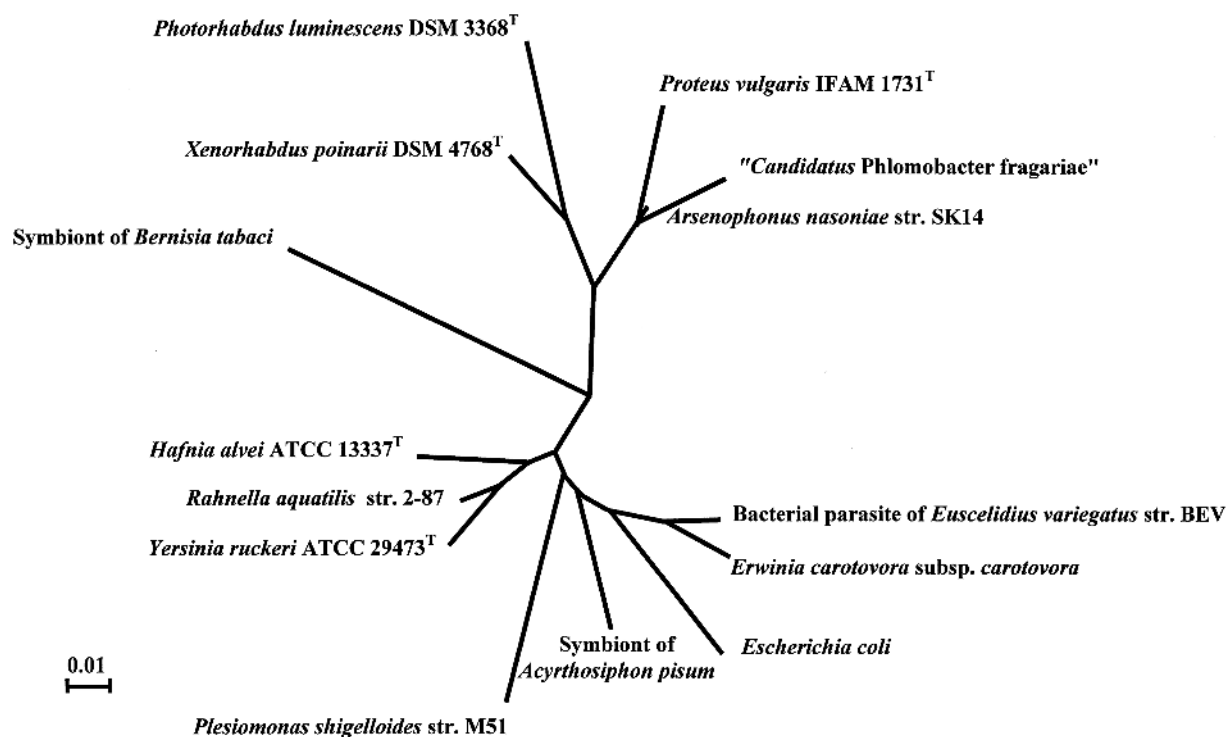 Photorhabdus luminescens DSM 3368T
Proteus vulgaris IFAM 1731T
Xenorhabdus poinarii DSM 4768T
"Candidatus Phlomobacter fragariae"
Arsenophonus nasoniae str. SK14
Symbiont of Bernisia tabaci
Hafnia alvei ATCC 13337T
Rahnella aquatilis str. 2-87
Bacterial parasite of Euscelidius variegatus str. BEV
Yersinia ruckeri ATCC 29473T
Erwinia carotovora subsp. carotovora
Symbiont of
Acyrthosiphon pisum
Escherichia coli
0.01
Plesiomonas shigelloides str. M51